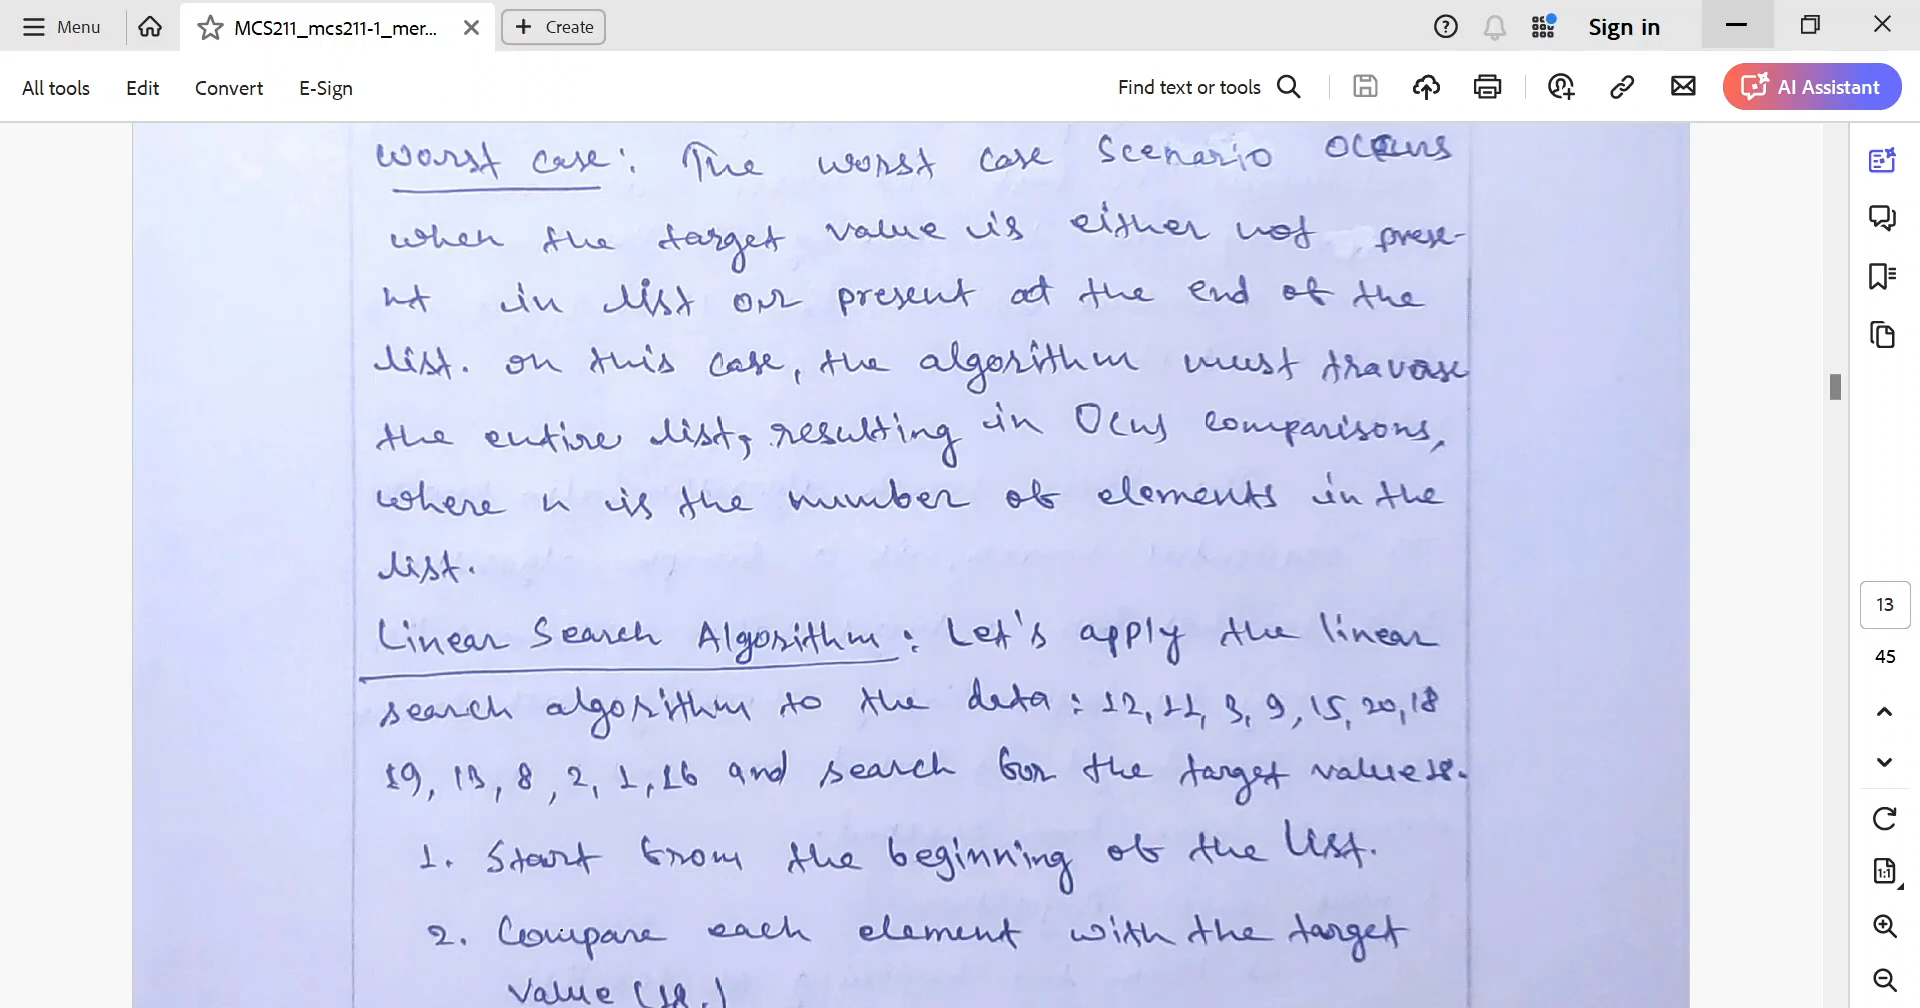 Menu
MCS211_mcs211-1_mer...
Create
Sign in
All tools
Edit
Convert
E-Sign
Find text or tools
AI Assistant
Worst case: The worst case scenario occurs
when the target value is either not prese-
nt in list or present at the end of the
list. On this case, the algorithm must travase
the entire list, resulting in O(n) comparisons,
where n is the number of elements in the
list.
Linear Search Algorithm: Let's apply the linear
search algorithm to the data: 12, 11, 3, 9, 15, 20, 18
19, 13, 8, 2, 1, 16 and search for the target value 18.
1. Start from the beginning of the list.
2. Compare each element with the target
value (18.)
13
45
1:1